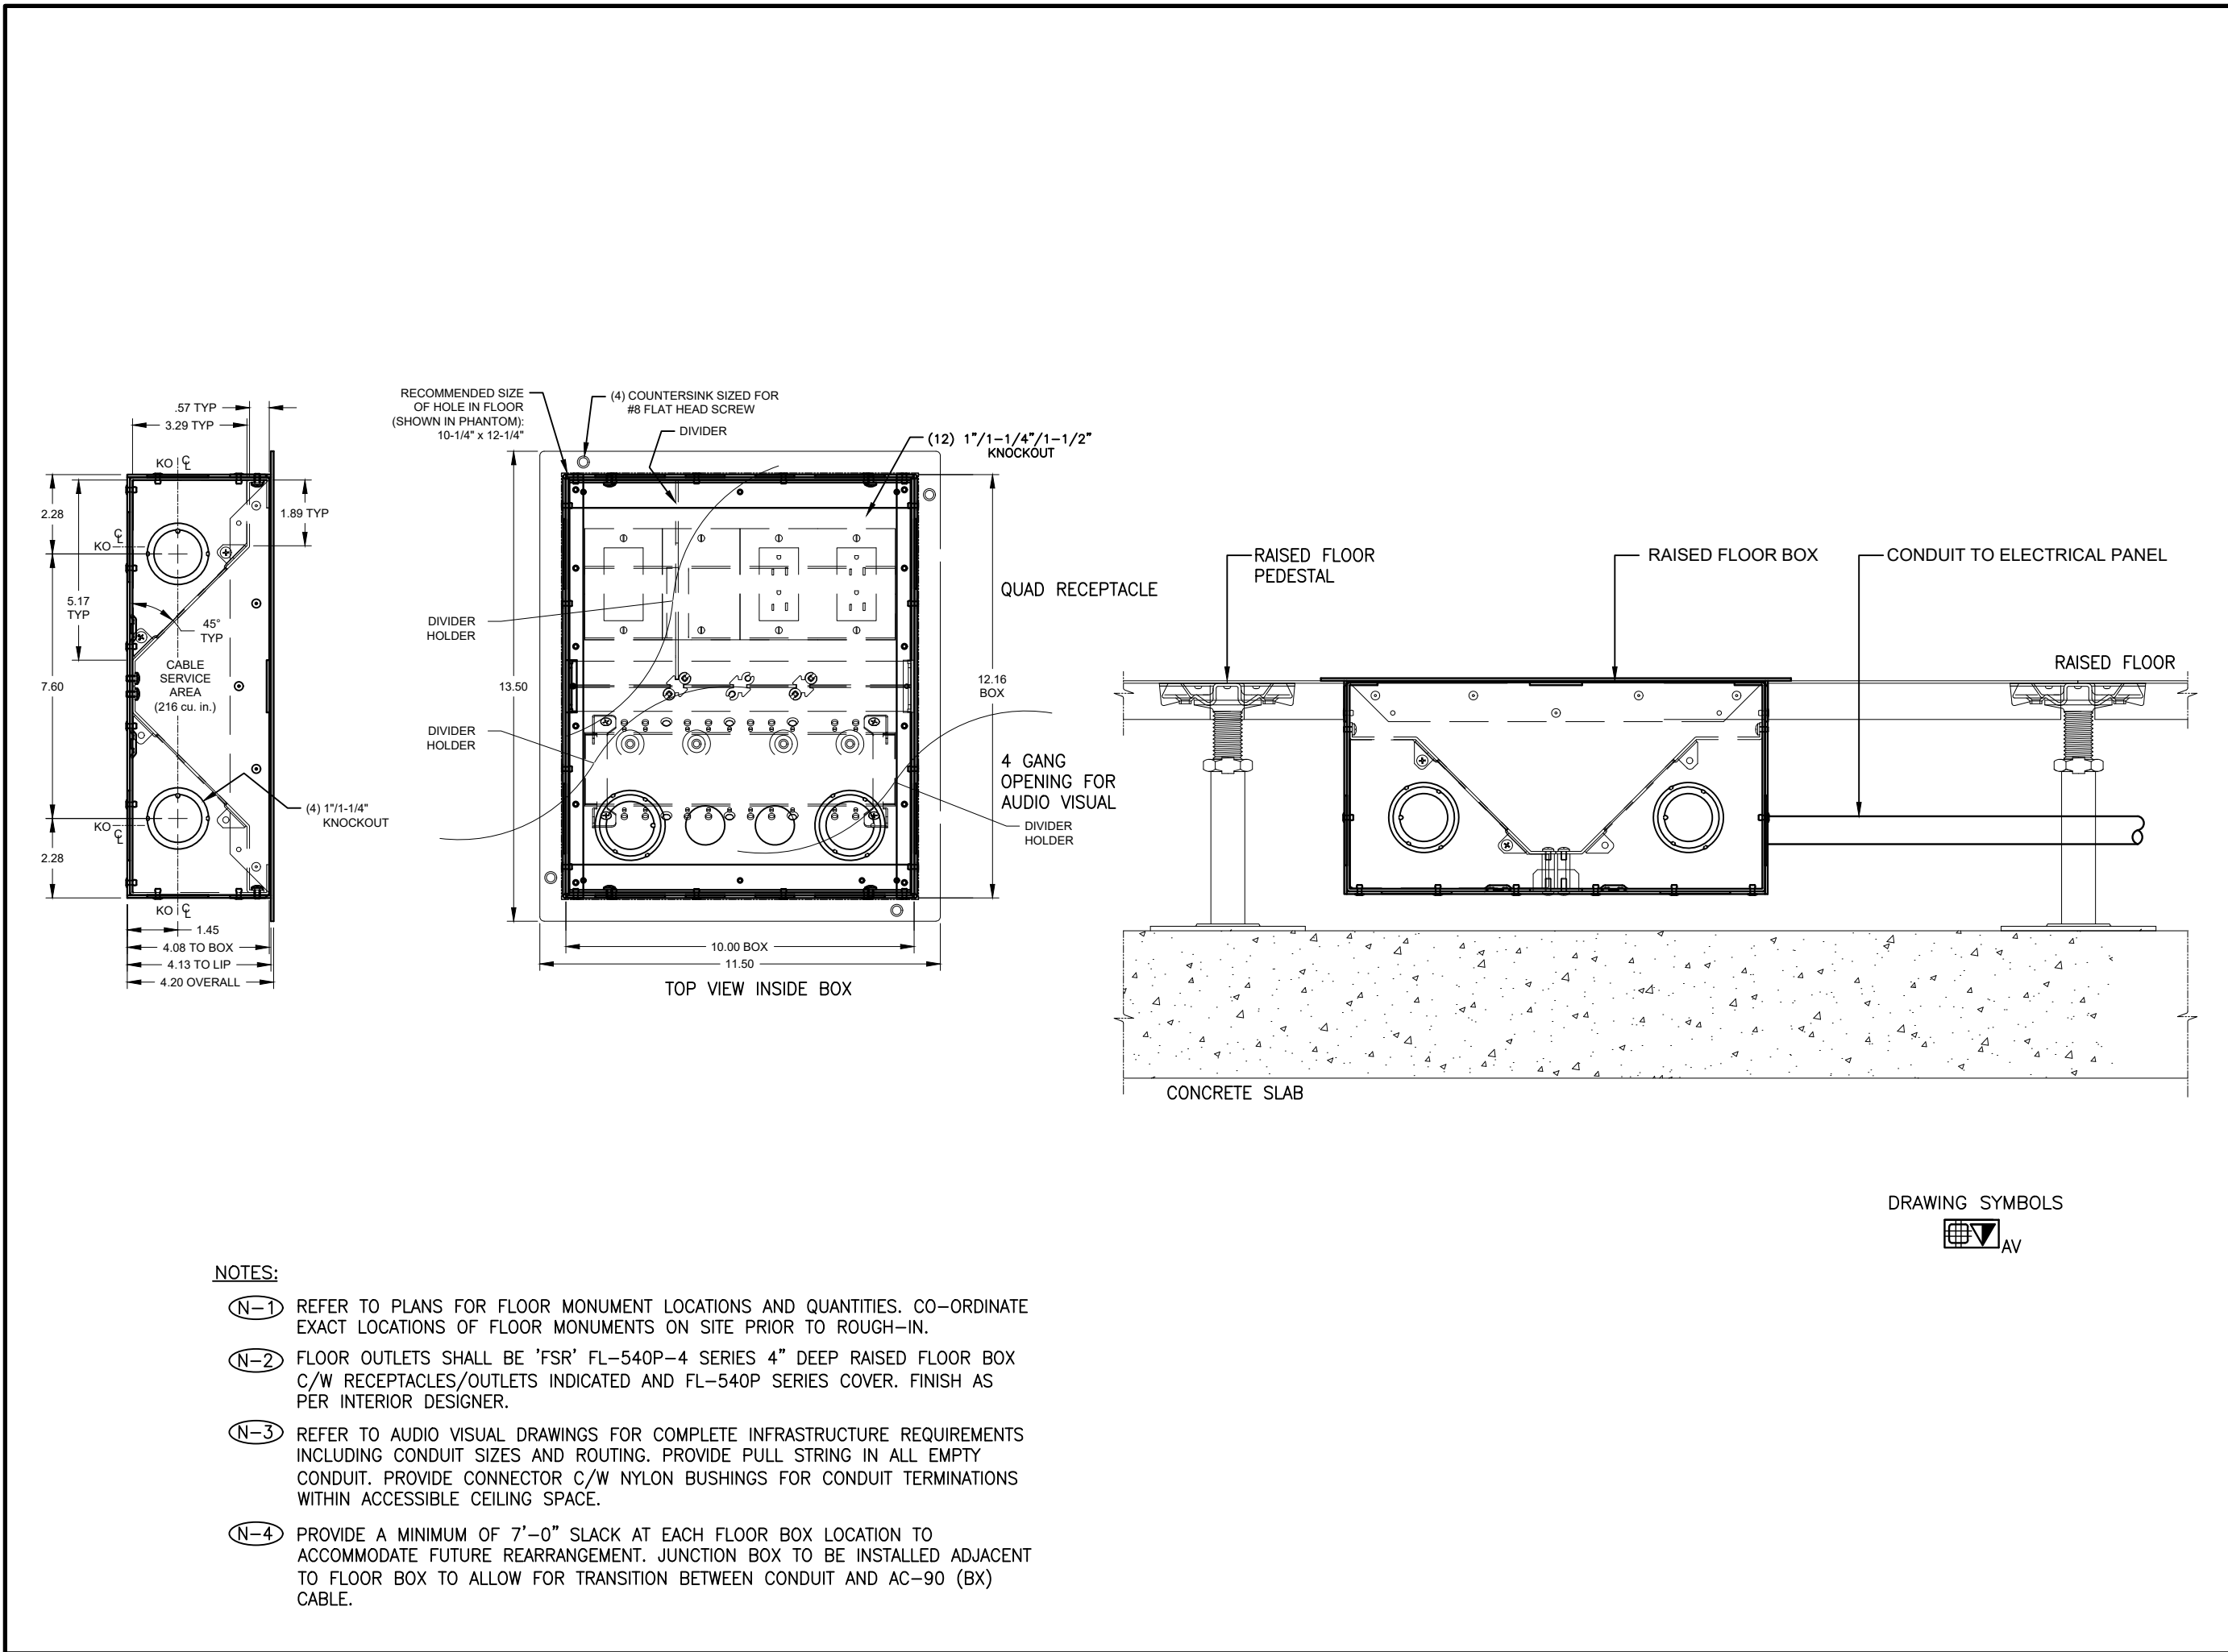 .57 TYP
3.29 TYP
KO ℄
2.28
KO ℄
1.89 TYP
5.17
TYP
45°
TYP
CABLE
SERVICE
AREA
(216 cu. in.)
7.60
(4) 1"/1-1/4"
KNOCKOUT
KO ℄
2.28
KO ℄
1.45
4.08 TO BOX
4.13 TO LIP
4.20 OVERALL
RECOMMENDED SIZE
OF HOLE IN FLOOR
(SHOWN IN PHANTOM):
10-1/4" x 12-1/4"
(4) COUNTERSINK SIZED FOR
#8 FLAT HEAD SCREW
DIVIDER
(12) 1"/1-1/4"/1-1/2"
KNOCKOUT
QUAD RECEPTACLE
DIVIDER
HOLDER
13.50
12.16
BOX
DIVIDER
HOLDER
4 GANG
OPENING FOR
AUDIO VISUAL
DIVIDER
HOLDER
10.00 BOX
11.50
TOP VIEW INSIDE BOX
RAISED FLOOR
PEDESTAL
RAISED FLOOR BOX
CONDUIT TO ELECTRICAL PANEL
RAISED FLOOR
CONCRETE SLAB
DRAWING SYMBOLS
AV
NOTES:
N-1 REFER TO PLANS FOR FLOOR MONUMENT LOCATIONS AND QUANTITIES. CO-ORDINATE
EXACT LOCATIONS OF FLOOR MONUMENTS ON SITE PRIOR TO ROUGH-IN.
N-2 FLOOR OUTLETS SHALL BE 'FSR' FL-540P-4 SERIES 4" DEEP RAISED FLOOR BOX
C/W RECEPTACLES/OUTLETS INDICATED AND FL-540P SERIES COVER. FINISH AS
PER INTERIOR DESIGNER.
N-3 REFER TO AUDIO VISUAL DRAWINGS FOR COMPLETE INFRASTRUCTURE REQUIREMENTS
INCLUDING CONDUIT SIZES AND ROUTING. PROVIDE PULL STRING IN ALL EMPTY
CONDUIT. PROVIDE CONNECTOR C/W NYLON BUSHINGS FOR CONDUIT TERMINATIONS
WITHIN ACCESSIBLE CEILING SPACE.
N-4 PROVIDE A MINIMUM OF 7'-0" SLACK AT EACH FLOOR BOX LOCATION TO
ACCOMMODATE FUTURE REARRANGEMENT. JUNCTION BOX TO BE INSTALLED ADJACENT
TO FLOOR BOX TO ALLOW FOR TRANSITION BETWEEN CONDUIT AND AC-90 (BX)
CABLE.